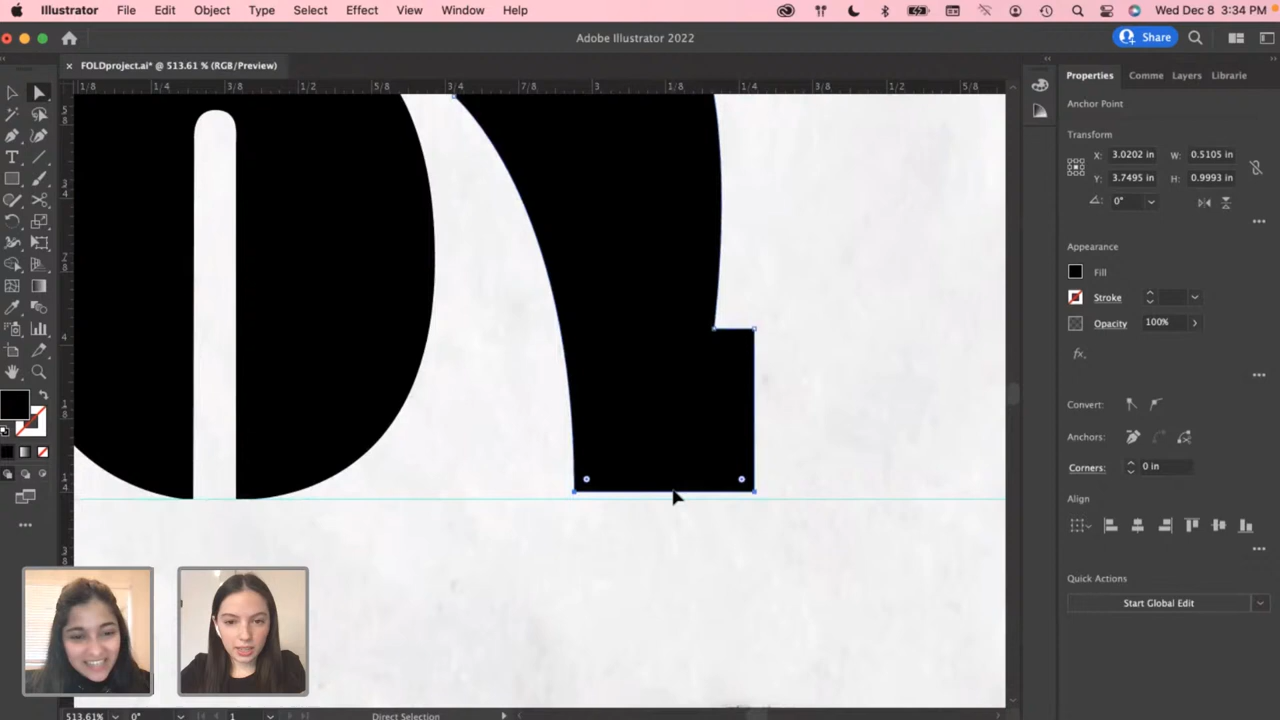 Illustrator File Edit Object Type Select Effect View Window Help Wed Dec 8 3:34 PM
Adobe Illustrator 2022
Share
× FOLDproject.ai* @ 513.61 % (RGB/Preview)
Properties Comme Layers Librarie
1/8 1/4 3/8 5/8 3/4 7/8 3 1/8 1/4 3/8 5/8
Anchor Point
Transform
X: 3.0202 in W: 0.5105 in
Y: 3.7495 in H: 0.9993 in
0°
Appearance
Fill
Stroke
Opacity 100%
fx.
Convert:
Anchors:
Corners: 0 in
Align
Quick Actions
Start Global Edit
513.61% 0° 1 Direct Selection